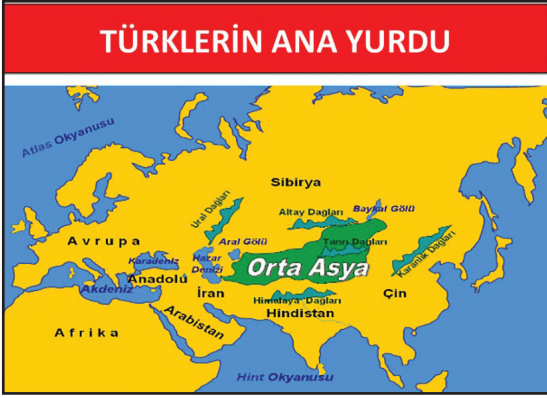 TÜRKLERİN ANA YURDU
Atlas Okyanusu
Sibirya
Ural Dağları
Altay Dağları
Baykal Gölü
Avrupa
Aral Gölü
Tanrı Dağları
Karanlık Dağları
Karadeniz
Hazar
Denizi
Orta Asya
Anadolu
Akdeniz
İran
Himalaya Dağları
Çin
Arabistan
Hindistan
Afrika
Hint Okyanusu